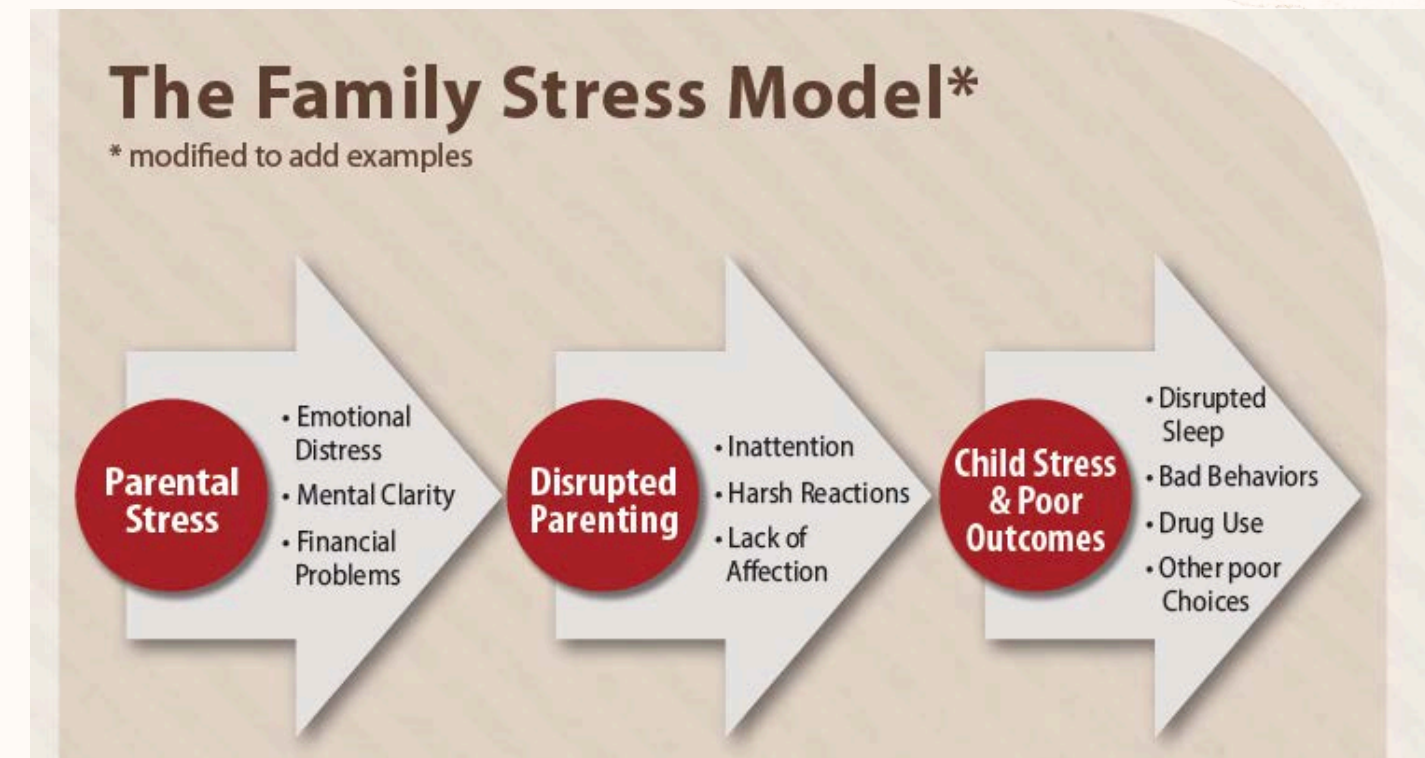 The Family Stress Model*
* modified to add examples
Parental
Stress
• Emotional
Distress
• Mental Clarity
• Financial
Problems
Disrupted
Parenting
• Inattention
• Harsh Reactions
• Lack of
Affection
Child Stress
& Poor
Outcomes
• Disrupted
Sleep
• Bad Behaviors
• Drug Use
• Other poor
Choices